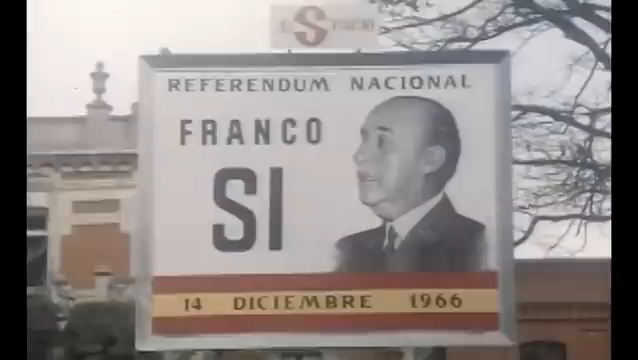 REFERENDUM NACIONAL
FRANCO
SI
14 DICIEMBRE 1966